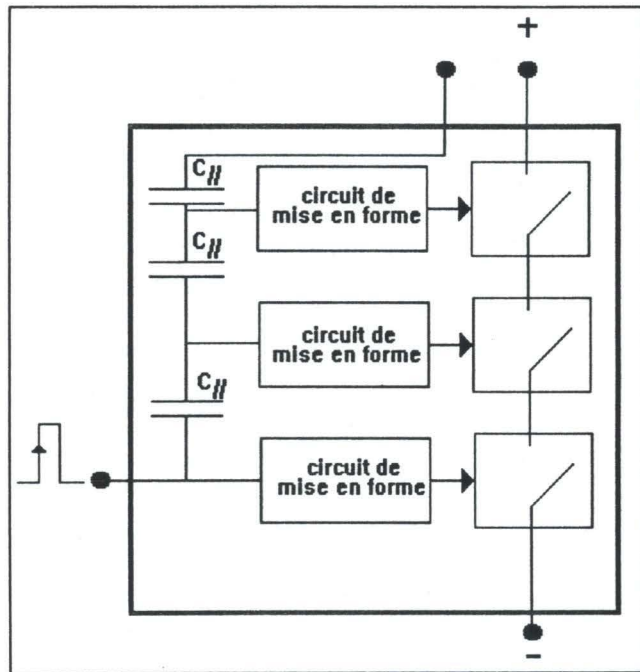 +
C//
circuit de
mise en forme
C//
circuit de
mise en forme
C//
circuit de
mise en forme
-